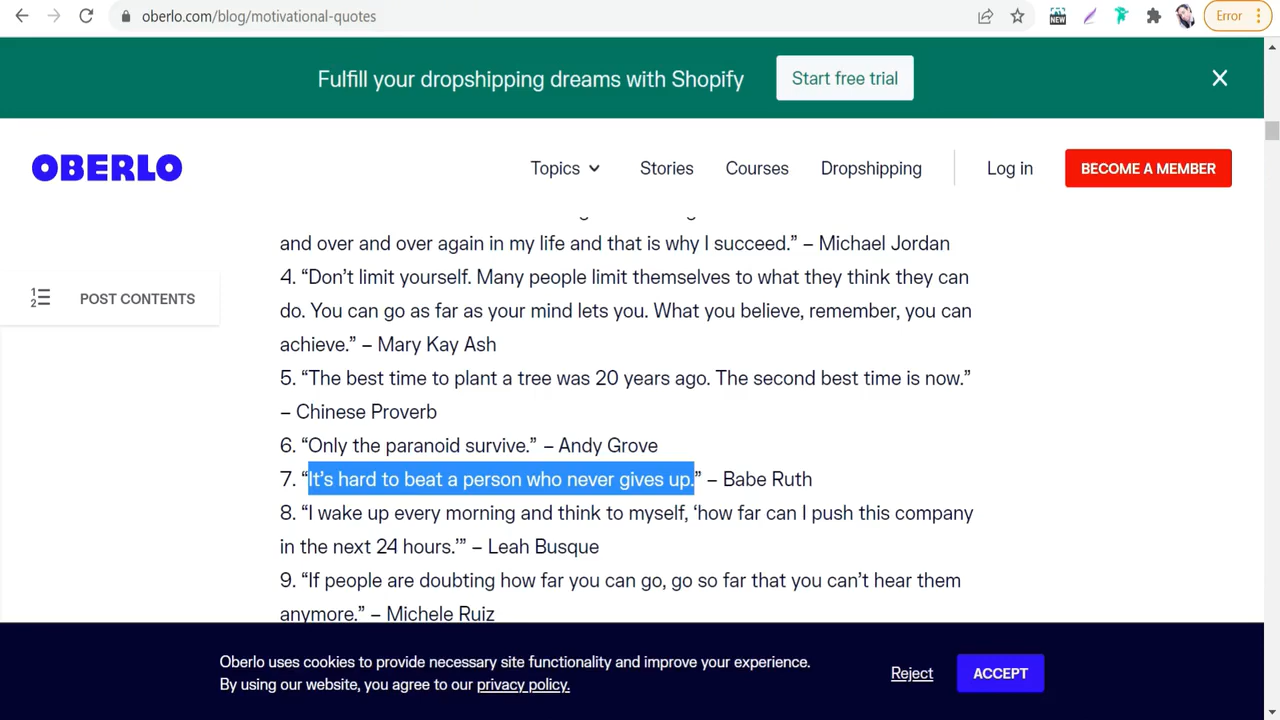 oberlo.com/blog/motivational-quotes
NEW
Error
Fulfill your dropshipping dreams with Shopify
Start free trial
OBERLO
Topics
Stories
Courses
Dropshipping
Log in
BECOME A MEMBER
and over and over again in my life and that is why I succeed.” – Michael Jordan
4. “Don’t limit yourself. Many people limit themselves to what they think they can
1
2
POST CONTENTS
do. You can go as far as your mind lets you. What you believe, remember, you can
achieve.” – Mary Kay Ash
5. “The best time to plant a tree was 20 years ago. The second best time is now.”
– Chinese Proverb
6. “Only the paranoid survive.” – Andy Grove
7. “It’s hard to beat a person who never gives up.” – Babe Ruth
8. “I wake up every morning and think to myself, ‘how far can I push this company
in the next 24 hours.’” – Leah Busque
9. “If people are doubting how far you can go, go so far that you can’t hear them
anymore.” – Michele Ruiz
Oberlo uses cookies to provide necessary site functionality and improve your experience.
By using our website, you agree to our privacy policy.
Reject
ACCEPT